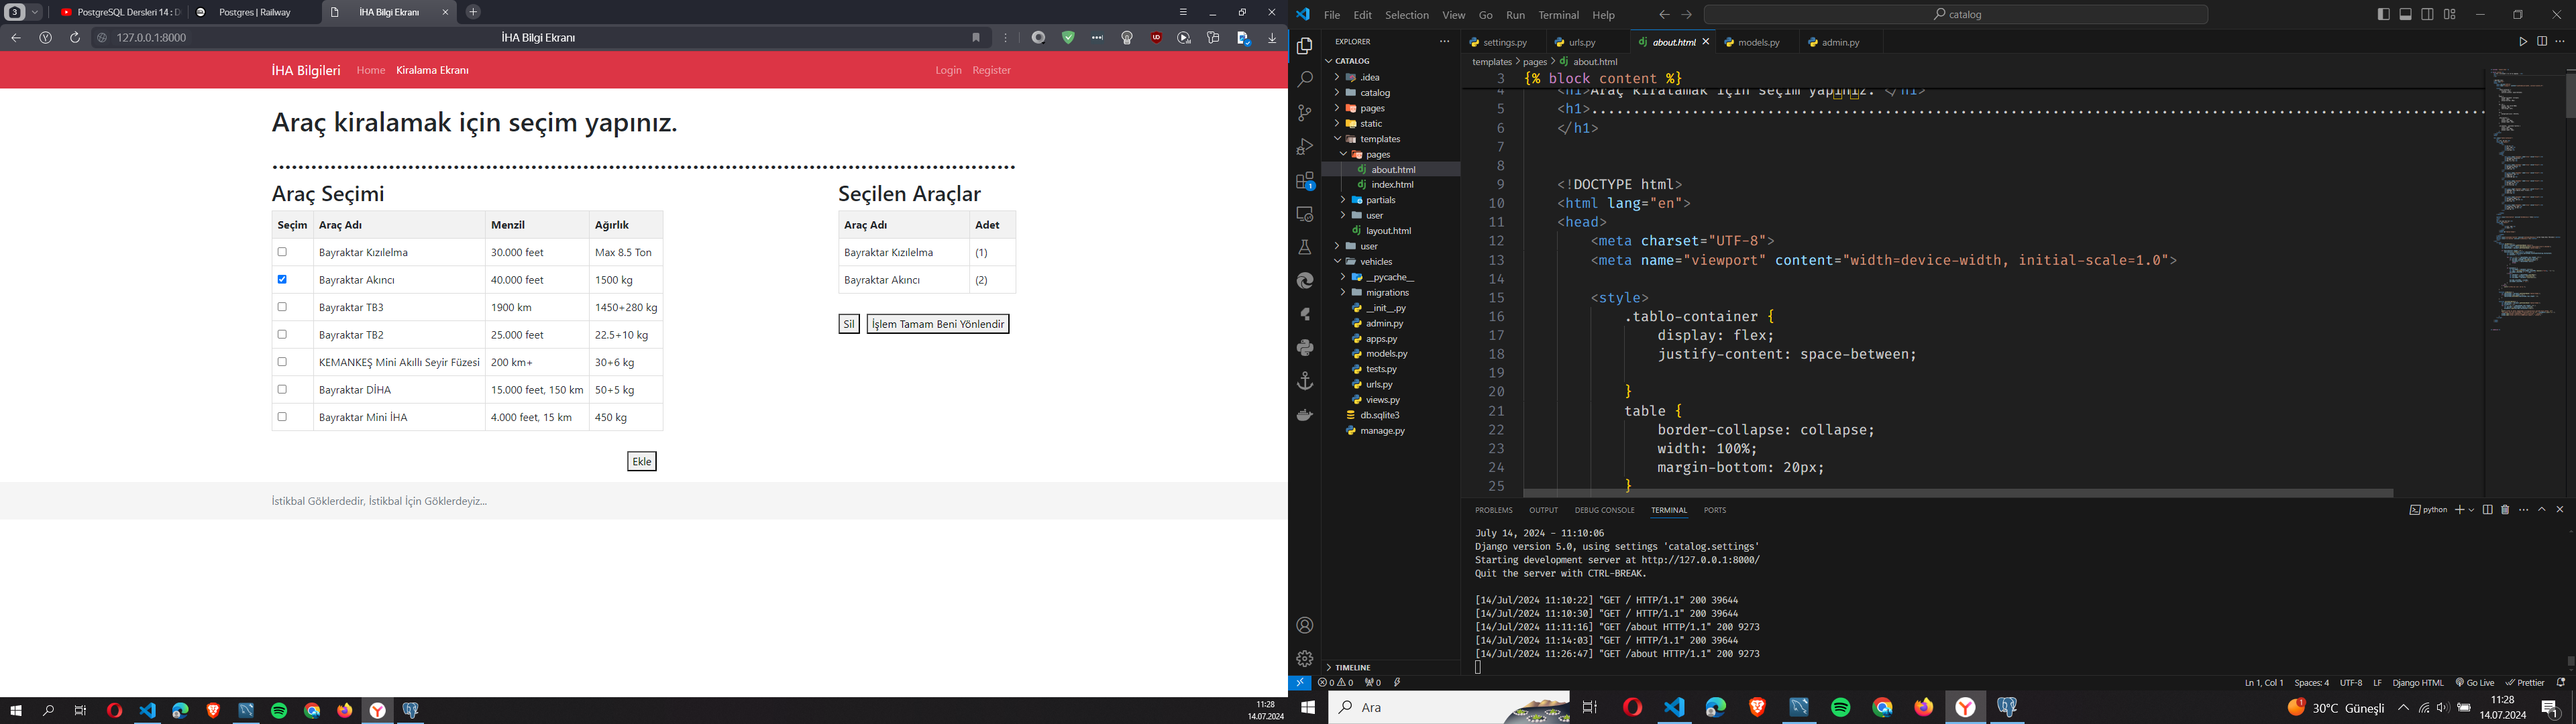 3
PostgreSQL Dersleri 14 : D
Postgres | Railway
İHA Bilgi Ekranı
127.0.0.1:8000
İHA Bilgi Ekranı
İHA Bilgileri Home Kiralama Ekranı Login Register
Araç kiralamak için seçim yapınız.
Araç Seçimi
Seçim Araç Adı Menzil Ağırlık
Bayraktar Kızılelma 30.000 feet Max 8.5 Ton
Bayraktar Akıncı 40.000 feet 1500 kg
Bayraktar TB3 1900 km 1450+280 kg
Bayraktar TB2 25.000 feet 22.5+10 kg
KEMANKEŞ Mini Akıllı Seyir Füzesi 200 km+ 30+6 kg
Bayraktar DİHA 15.000 feet, 150 km 50+5 kg
Bayraktar Mini İHA 4.000 feet, 15 km 450 kg
Ekle
Seçilen Araçlar
Araç Adı Adet
Bayraktar Kızılelma (1)
Bayraktar Akıncı (2)
Sil İşlem Tamam Beni Yönlendir
İstikbal Göklerdedir, İstikbal İçin Göklerdeyiz...
11:28
14.07.2024
File Edit Selection View Go Run Terminal Help
catalog
EXPLORER
CATALOG
.idea
catalog
pages
static
templates
pages
about.html
index.html
partials
user
layout.html
user
vehicles
__pycache__
migrations
__init__.py
admin.py
apps.py
models.py
tests.py
urls.py
views.py
db.sqlite3
manage.py
TIMELINE
settings.py urls.py about.html models.py admin.py
templates > pages > about.html
3 {% block content %}
4 <h1>Araç kiralamak için seçim yapınız. </h1>
5 <h1>..........................................................................................................
6 </h1>
7
8
9 <!DOCTYPE html>
10 <html lang="en">
11 <head>
12 <meta charset="UTF-8">
13 <meta name="viewport" content="width=device-width, initial-scale=1.0">
14
15 <style>
16 .tablo-container {
17 display: flex;
18 justify-content: space-between;
19
20 }
21 table {
22 border-collapse: collapse;
23 width: 100%;
24 margin-bottom: 20px;
25 }
PROBLEMS OUTPUT DEBUG CONSOLE TERMINAL PORTS
python
July 14, 2024 - 11:10:06
Django version 5.0, using settings 'catalog.settings'
Starting development server at http://127.0.0.1:8000/
Quit the server with CTRL-BREAK.
[14/Jul/2024 11:10:22] "GET / HTTP/1.1" 200 39644
[14/Jul/2024 11:10:30] "GET / HTTP/1.1" 200 39644
[14/Jul/2024 11:11:16] "GET /about HTTP/1.1" 200 9273
[14/Jul/2024 11:14:03] "GET / HTTP/1.1" 200 39644
[14/Jul/2024 11:26:47] "GET /about HTTP/1.1" 200 9273
0 0 0 Ln 1, Col 1 Spaces: 4 UTF-8 LF Django HTML Go Live Prettier
Ara
30°C Güneşli
11:28
14.07.2024